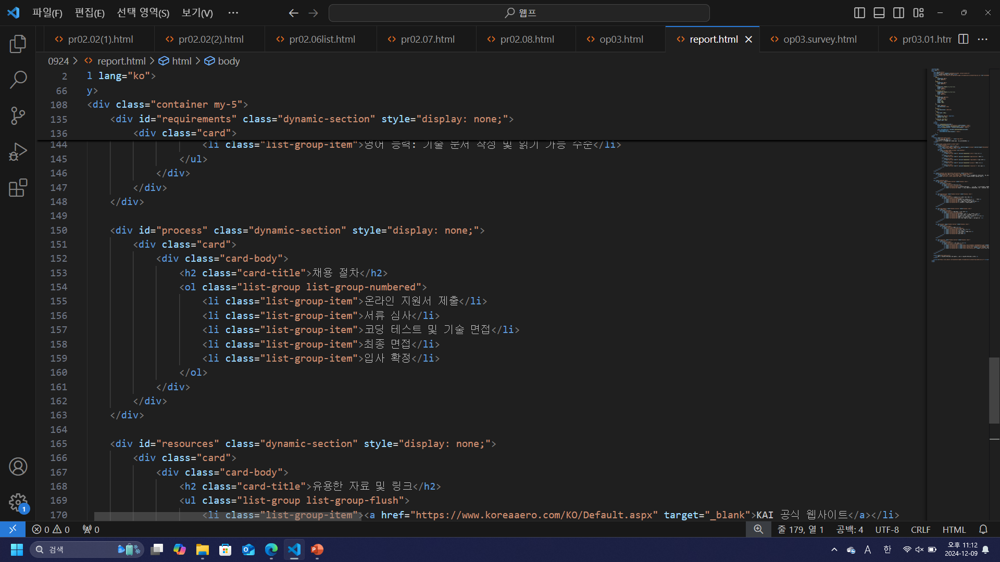 파일(F) 편집(E) 선택 영역(S) 보기(V) ··· 웹프
pr02.02(1).html pr02.02(2).html pr02.06list.html pr02.07.html pr02.08.html op03.html report.html op03.survey.html pr03.01.htm
0924 > report.html > html > body
2 l lang="ko">
66 y>
108 <div class="container my-5">
135 <div id="requirements" class="dynamic-section" style="display: none;">
136 <div class="card">
144 <li class="list-group-item">영어 능력: 기술 문서 작성 및 읽기 가능 수준</li>
145 </ul>
146 </div>
147 </div>
148 </div>
149
150 <div id="process" class="dynamic-section" style="display: none;">
151 <div class="card">
152 <div class="card-body">
153 <h2 class="card-title">채용 절차</h2>
154 <ol class="list-group list-group-numbered">
155 <li class="list-group-item">온라인 지원서 제출</li>
156 <li class="list-group-item">서류 심사</li>
157 <li class="list-group-item">코딩 테스트 및 기술 면접</li>
158 <li class="list-group-item">최종 면접</li>
159 <li class="list-group-item">입사 확정</li>
160 </ol>
161 </div>
162 </div>
163 </div>
164
165 <div id="resources" class="dynamic-section" style="display: none;">
166 <div class="card">
167 <div class="card-body">
168 <h2 class="card-title">유용한 자료 및 링크</h2>
169 <ul class="list-group list-group-flush">
170 <li class="list-group-item"><a href="https://www.koreaaero.com/KO/Default.aspx" target="_blank">KAI 공식 웹사이트</a></li>
1
0 0 0 줄 179, 열 1 공백: 4 UTF-8 CRLF HTML
검색 A 한 오후 11:12
2024-12-09